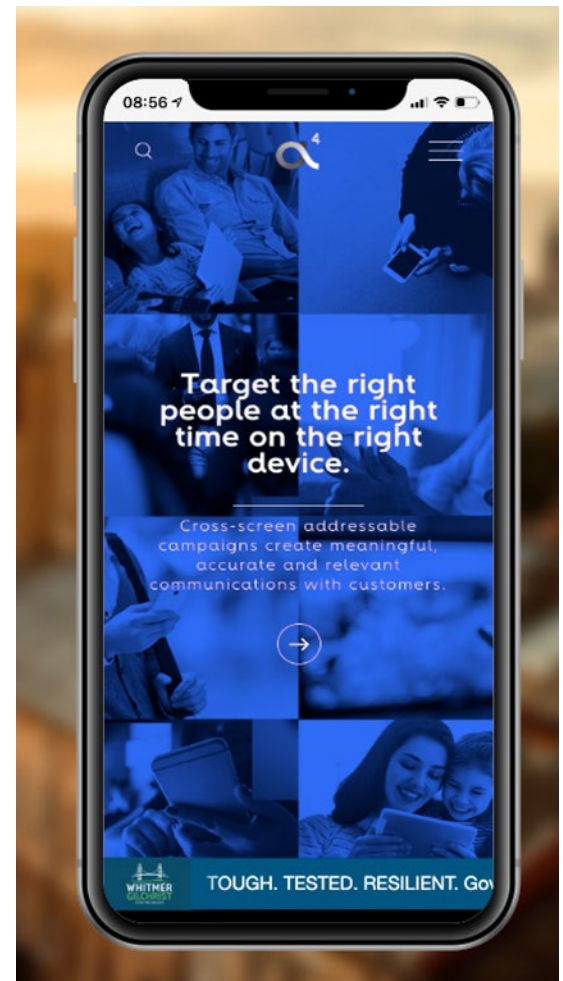 08:56
α4
Target the right
people at the right
time on the right
device.
Cross-screen addressable
campaigns create meaningful,
accurate and relevant
communications with customers.
WHITMER
GILCHRIST
TOUGH. TESTED. RESILIENT. Gov